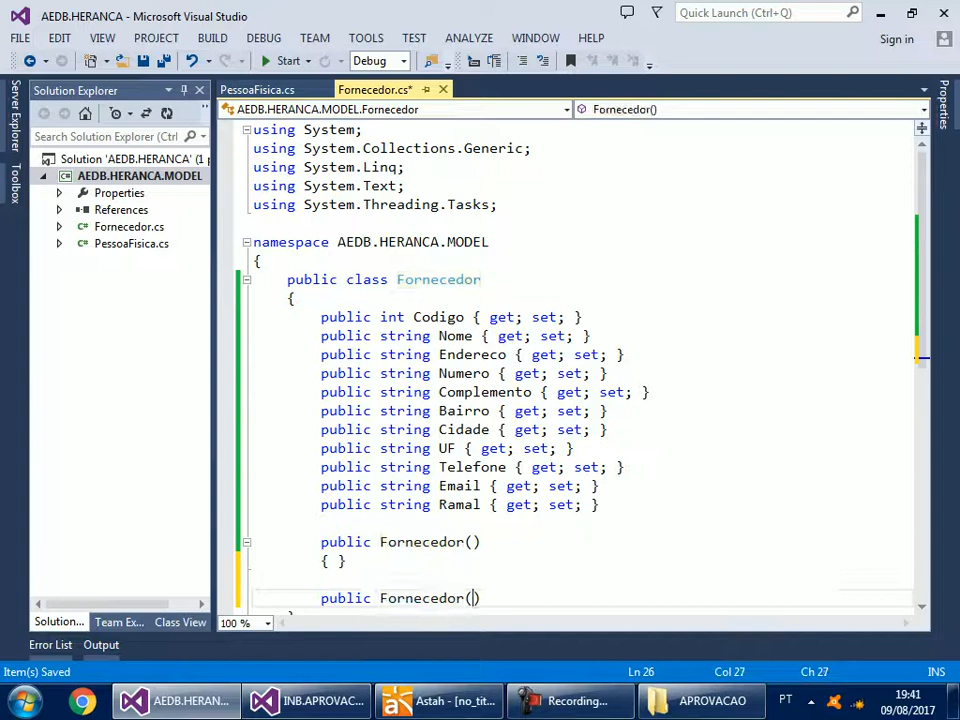 AEDB.HERANCA - Microsoft Visual Studio
Quick Launch (Ctrl+Q)
FILE EDIT VIEW PROJECT BUILD DEBUG TEAM TOOLS TEST ANALYZE WINDOW HELP
Sign in
Start
Debug
Server Explorer
Toolbox
Solution Explorer
Search Solution Explorer (Ctrl
Solution 'AEDB.HERANCA' (1 p
AEDB.HERANCA.MODEL
Properties
References
Fornecedor.cs
PessoaFisica.cs
Solution... Team Ex... Class View
PessoaFisica.cs
Fornecedor.cs*
AEDB.HERANCA.MODEL.Fornecedor
Fornecedor()
using System;
using System.Collections.Generic;
using System.Linq;
using System.Text;
using System.Threading.Tasks;
namespace AEDB.HERANCA.MODEL
{
public class Fornecedor
{
public int Codigo { get; set; }
public string Nome { get; set; }
public string Endereco { get; set; }
public string Numero { get; set; }
public string Complemento { get; set; }
public string Bairro { get; set; }
public string Cidade { get; set; }
public string UF { get; set; }
public string Telefone { get; set; }
public string Email { get; set; }
public string Ramal { get; set; }
public Fornecedor()
{ }
public Fornecedor()
100 %
Properties
Error List Output
Item(s) Saved
Ln 26 Col 27 Ch 27 INS
AEDB.HERAN...
INB.APROVAC...
Astah - [no_tit...
Recording...
APROVACAO
PT
19:41
09/08/2017